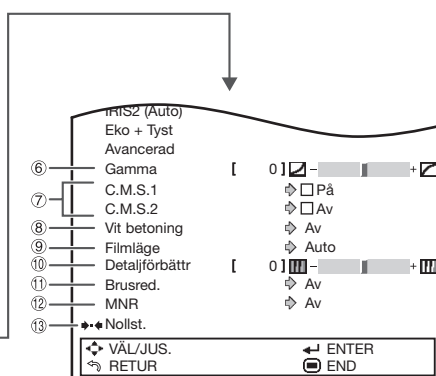 IRIS2 (Auto)
Eko + Tyst
Avancerad
⑥ Gamma [ 0 ] − +
⑦ C.M.S.1 På
C.M.S.2 Av
⑧ Vit betoning Av
⑨ Filmläge Auto
⑩ Detaljförbättr [ 0 ] − +
⑪ Brusred. Av
⑫ MNR Av
⑬ Nollst.
VÄL/JUS. ENTER
RETUR END